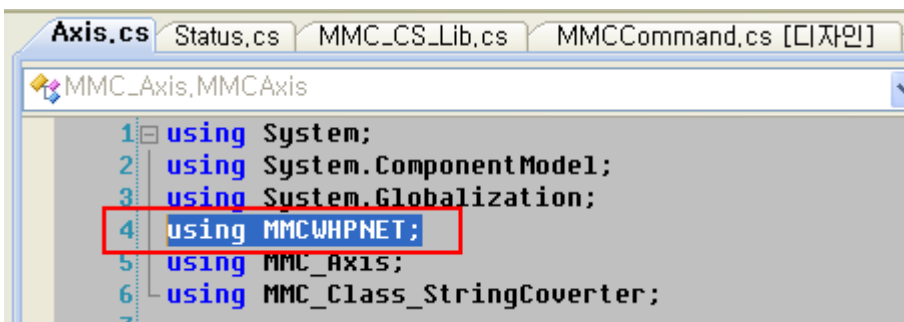 Axis.cs Status.cs MMC_CS_Lib.cs MMCCommand.cs [디자인]
MMC_Axis.MMCAxis
1 using System;
2 using System.ComponentModel;
3 using System.Globalization;
4 using MMCWHPNET;
5 using MMC_Axis;
6 using MMC_Class_StringCoverter;